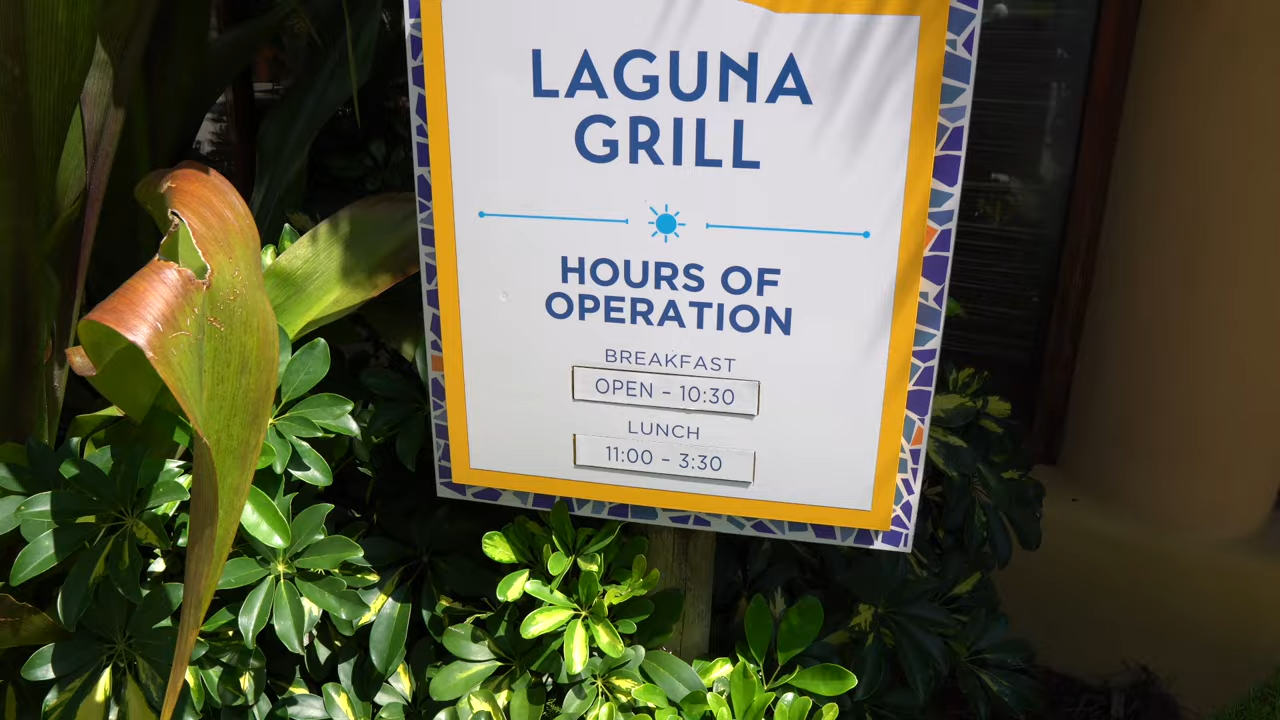 LAGUNA
GRILL
HOURS OF
OPERATION
BREAKFAST
OPEN – 10:30
LUNCH
11:00 – 3:30